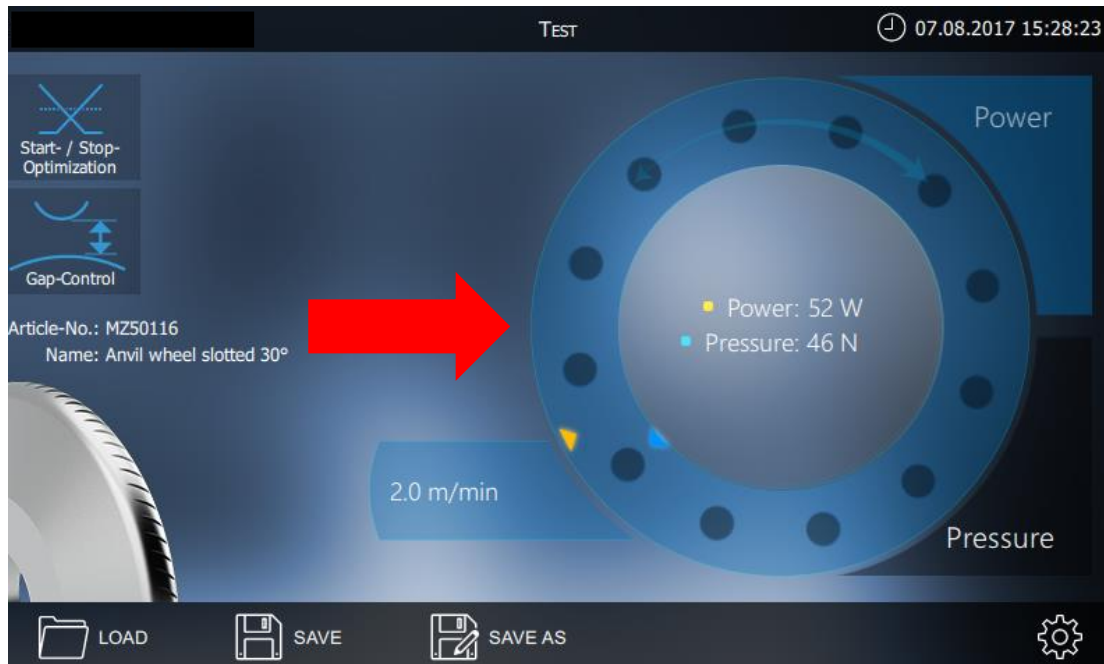 TEST
07.08.2017 15:28:23
Start- / Stop-
Optimization
Gap-Control
Article-No.: MZ50116
Name: Anvil wheel slotted 30°
Power
Power: 52 W
Pressure: 46 N
2.0 m/min
Pressure
LOAD
SAVE
SAVE AS